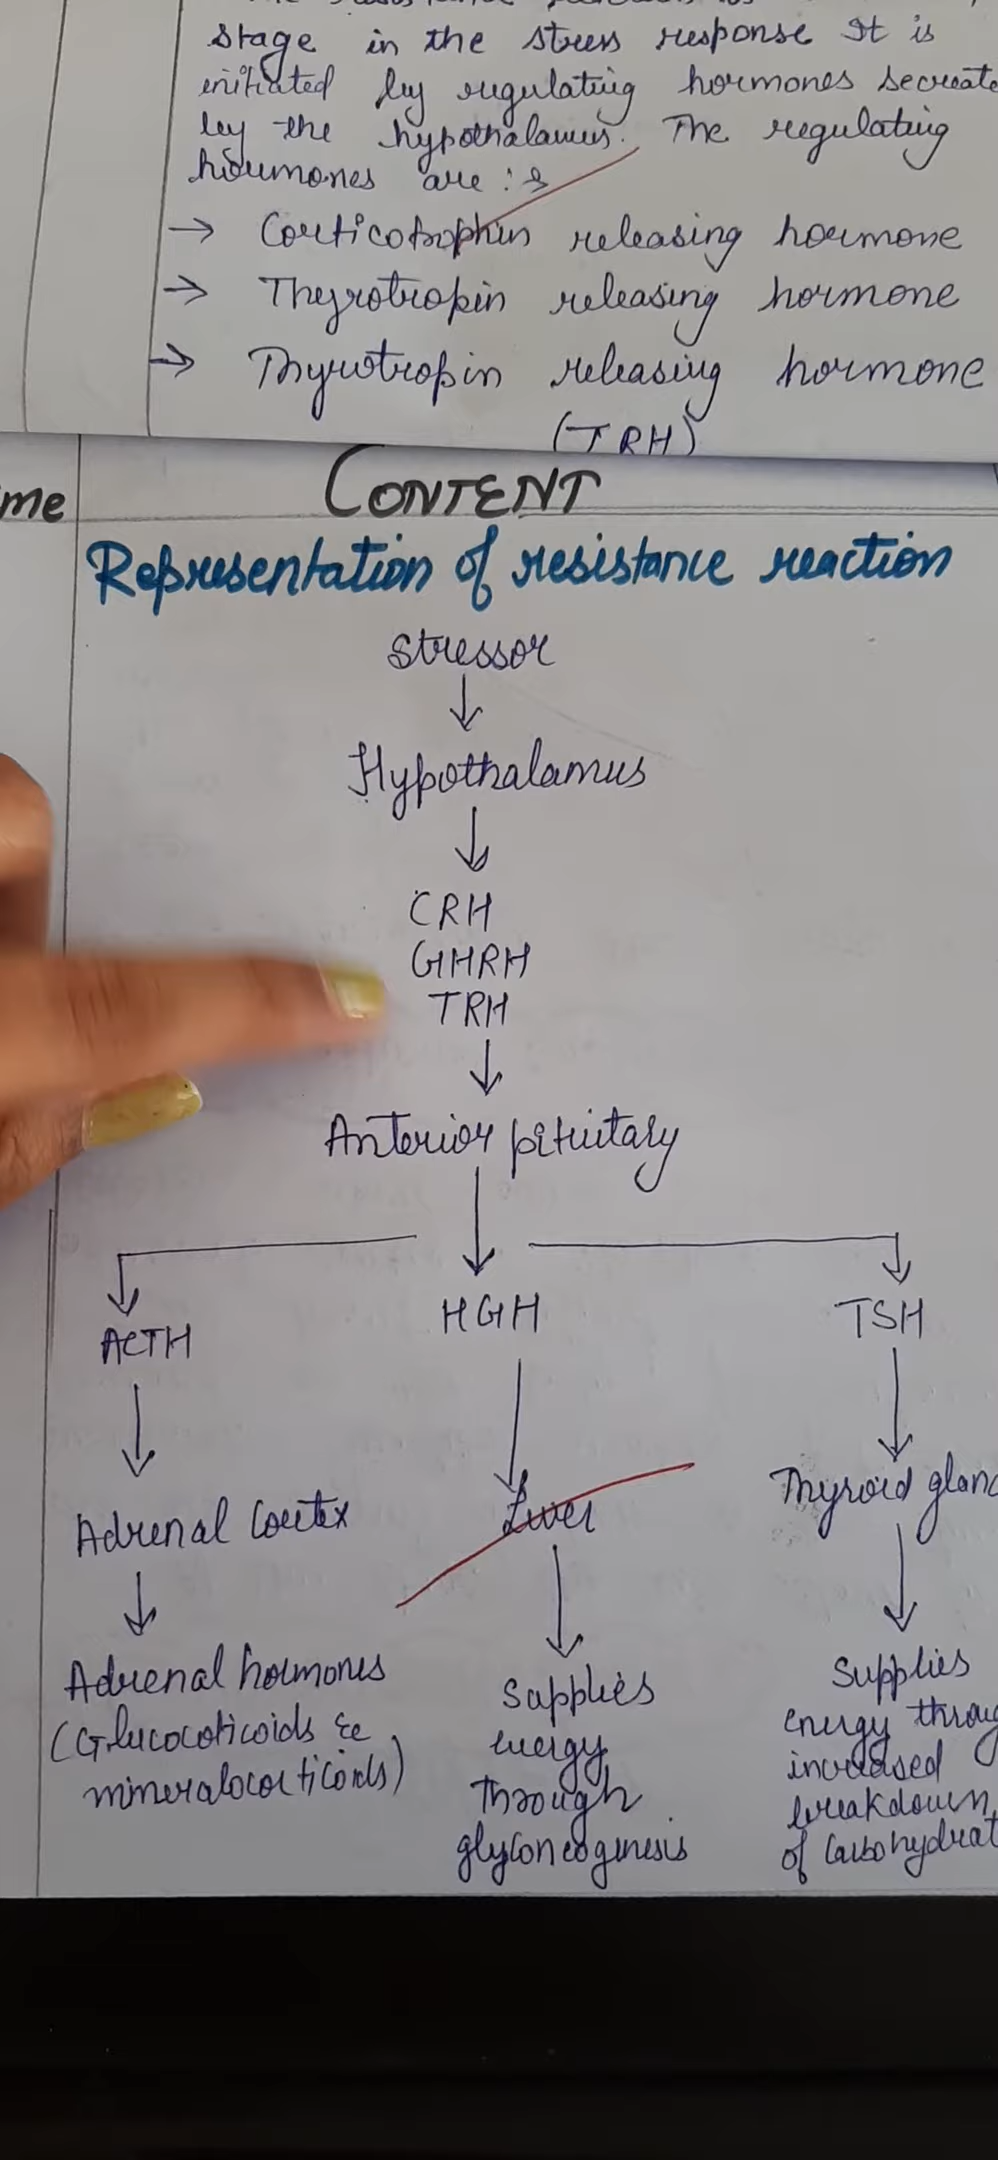 stage in the stress response It is
initiated by regulating hormones secreate
by the hypothalamus. The regulating
hormones are :-
→ Corticotrophin releasing hormone
→ Thyrotropin releasing hormone
→ Thyrotropin releasing hormone
(TRH)
me
CONTENT
Representation of resistance reaction
Stressor
↓
Hypothalamus
↓
CRH
GHRH
TRH
↓
Anterior pituitary
ACTH HGH TSH
Adrenal Cortex Liver Thyroid glan
Adrenal hormones
(Glucocoticoids &
mineralocorticoids)
Supplies
energy
through
glyconeogenesis
Supplies
energy throu
increased
breakdown
of Carbohydrat